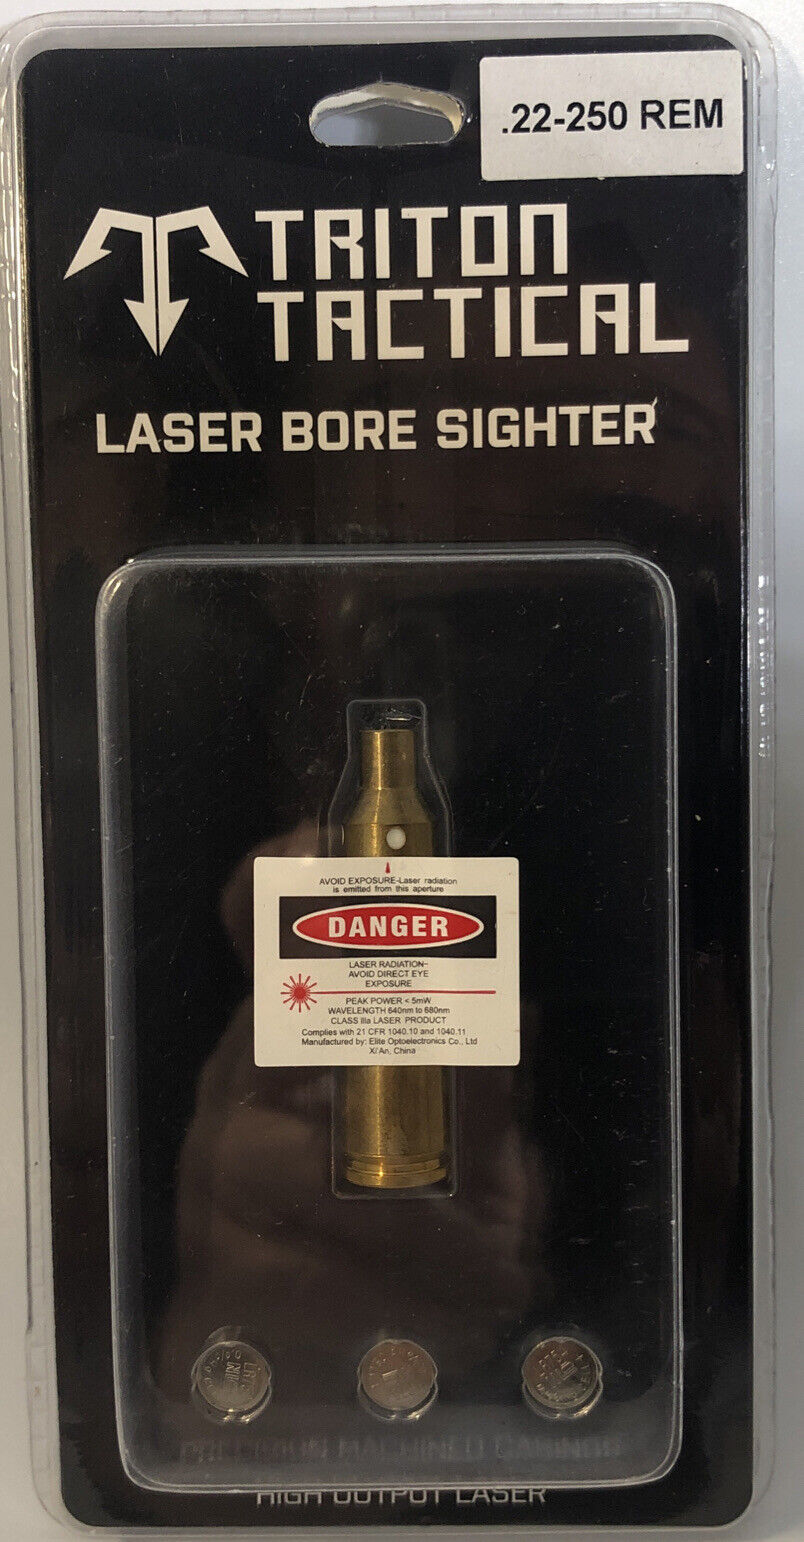 .22-250 REM
TRITON
TACTICAL
LASER BORE SIGHTER
AVOID EXPOSURE-Laser radiation
is emitted from this aperture
DANGER
LASER RADIATION-
AVOID DIRECT EYE
EXPOSURE
PEAK POWER < 5mW
WAVELENGTH 640nm to 680nm
CLASS IIIa LASER PRODUCT
Complies with 21 CFR 1040.10 and 1040.11
Manufactured by: Elite Optoelectronics Co., Ltd
Xi'An, China
PRECISION MACHINED
HIGH OUTPUT LASER